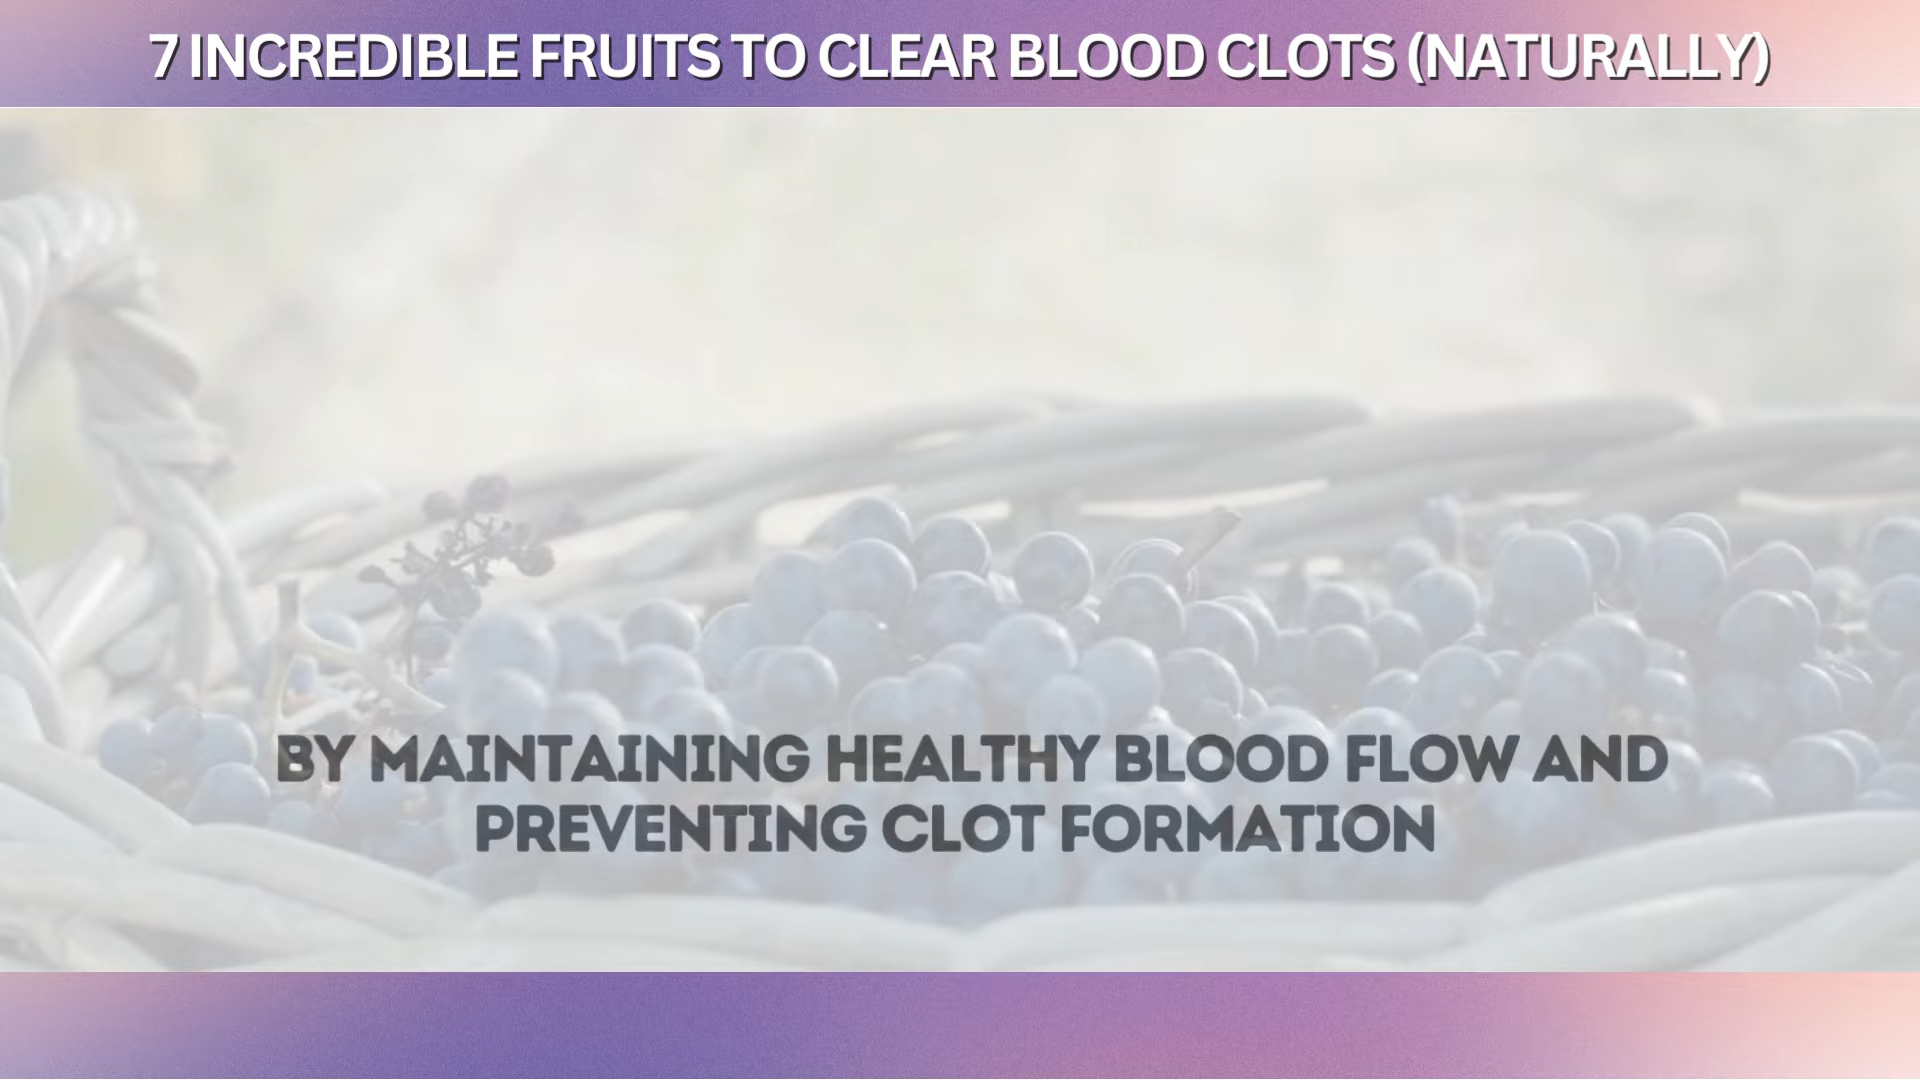 7 INCREDIBLE FRUITS TO CLEAR BLOOD CLOTS (NATURALLY)
BY MAINTAINING HEALTHY BLOOD FLOW AND
PREVENTING CLOT FORMATION